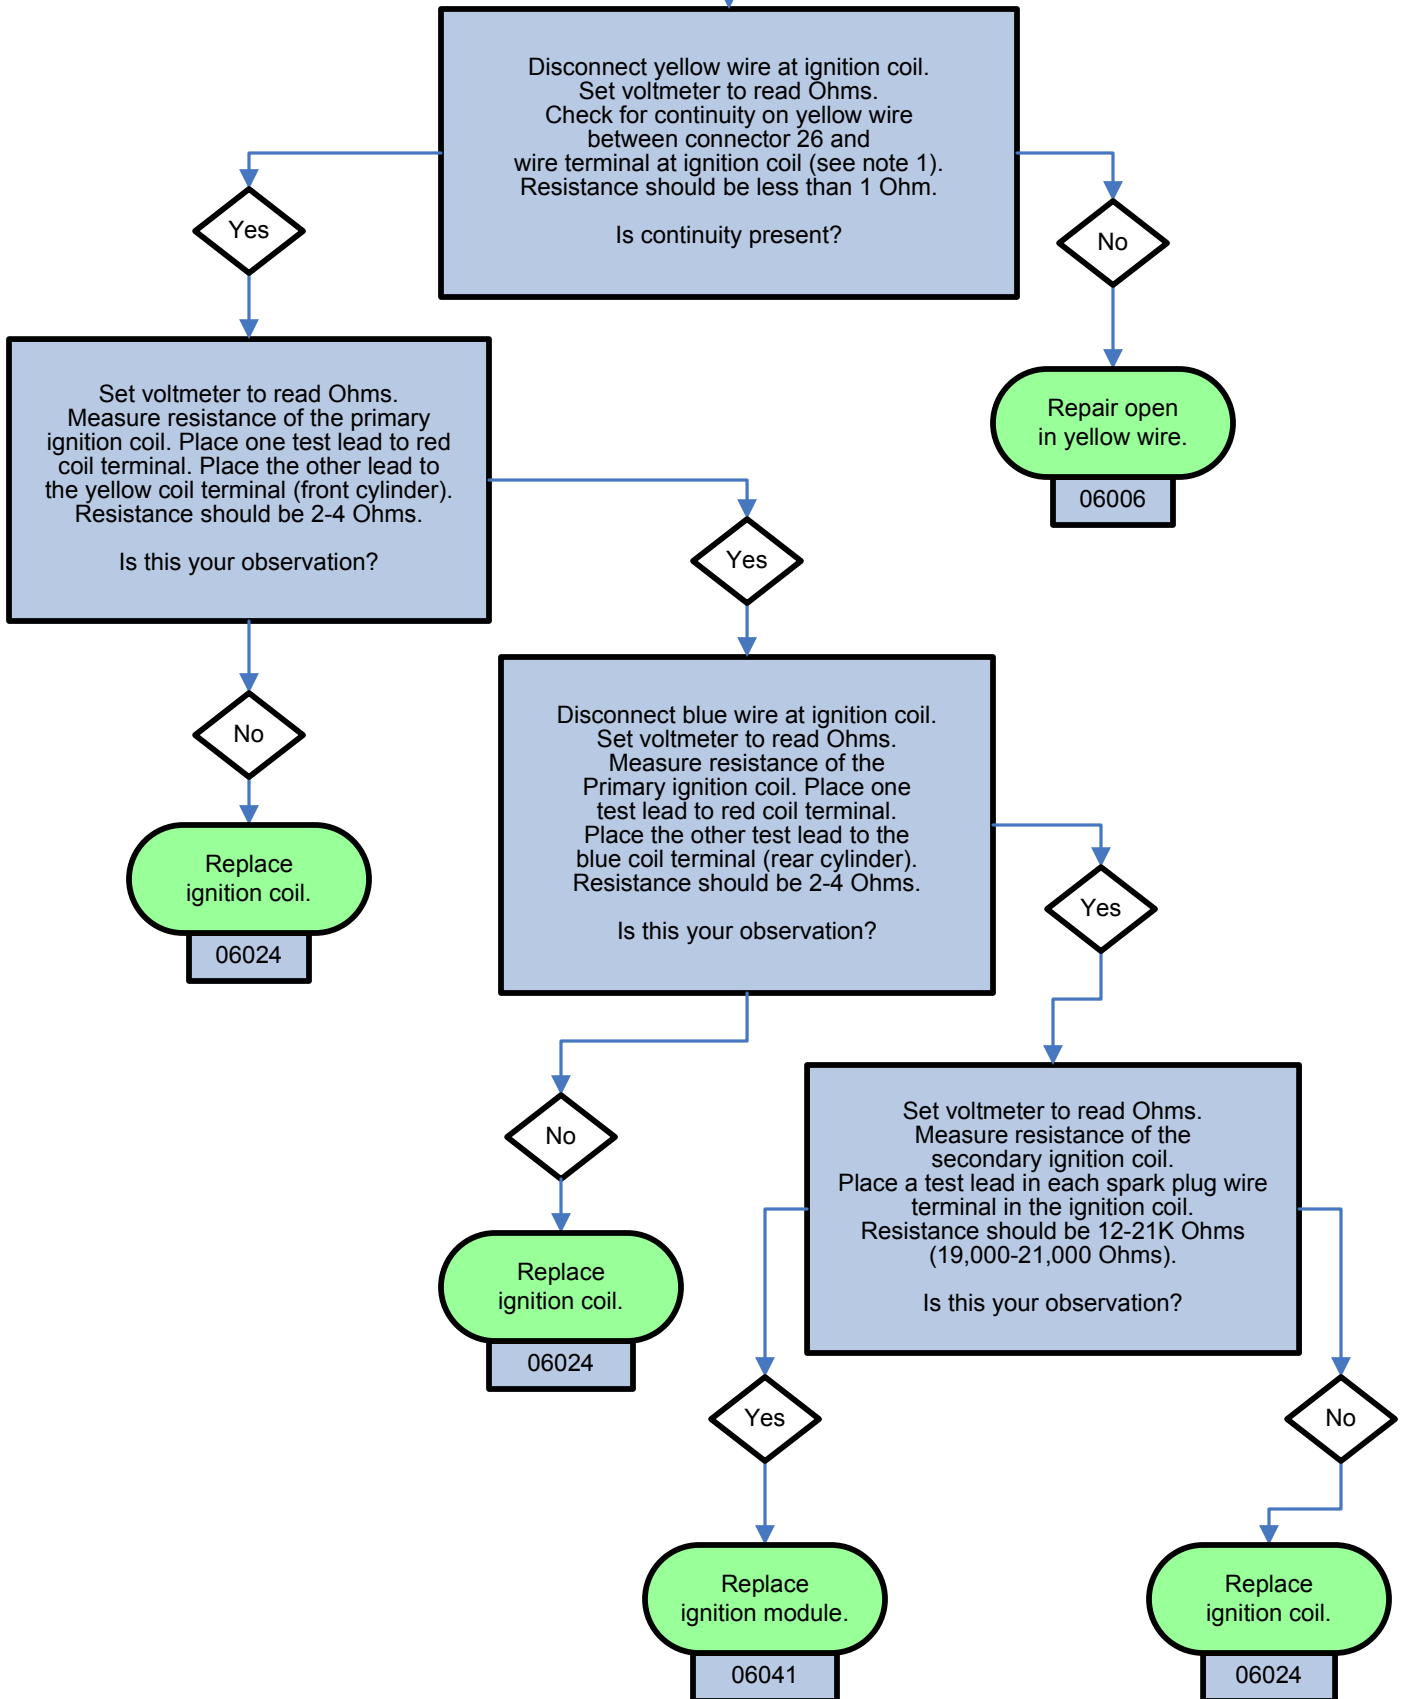 Disconnect yellow wire at ignition coil.
Set voltmeter to read Ohms.
Check for continuity on yellow wire
between connector 26 and
wire terminal at ignition coil (see note 1).
Resistance should be less than 1 Ohm.
Is continuity present?
Yes
No
Set voltmeter to read Ohms.
Measure resistance of the primary
ignition coil. Place one test lead to red
coil terminal. Place the other lead to
the yellow coil terminal (front cylinder).
Resistance should be 2-4 Ohms.
Is this your observation?
Repair open
in yellow wire.
06006
Yes
No
Disconnect blue wire at ignition coil.
Set voltmeter to read Ohms.
Measure resistance of the
Primary ignition coil. Place one
test lead to red coil terminal.
Place the other test lead to the
blue coil terminal (rear cylinder).
Resistance should be 2-4 Ohms.
Is this your observation?
Replace
ignition coil.
06024
Yes
No
Set voltmeter to read Ohms.
Measure resistance of the
secondary ignition coil.
Place a test lead in each spark plug wire
terminal in the ignition coil.
Resistance should be 12-21K Ohms
(19,000-21,000 Ohms).
Is this your observation?
Replace
ignition coil.
06024
Yes
No
Replace
ignition module.
06041
Replace
ignition coil.
06024